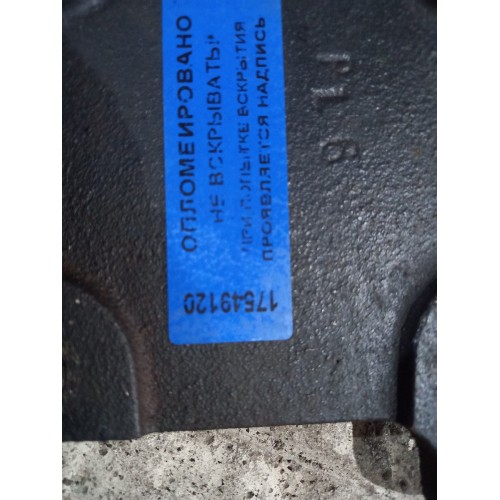 ОПЛОМБИРОВАНО
НЕ ВСКРЫВАТЬ!
ПРИ ПОПЫТКЕ ВСКРЫТИЯ
ПРОЯВЛЯЕТСЯ НАДПИСЬ
17549120